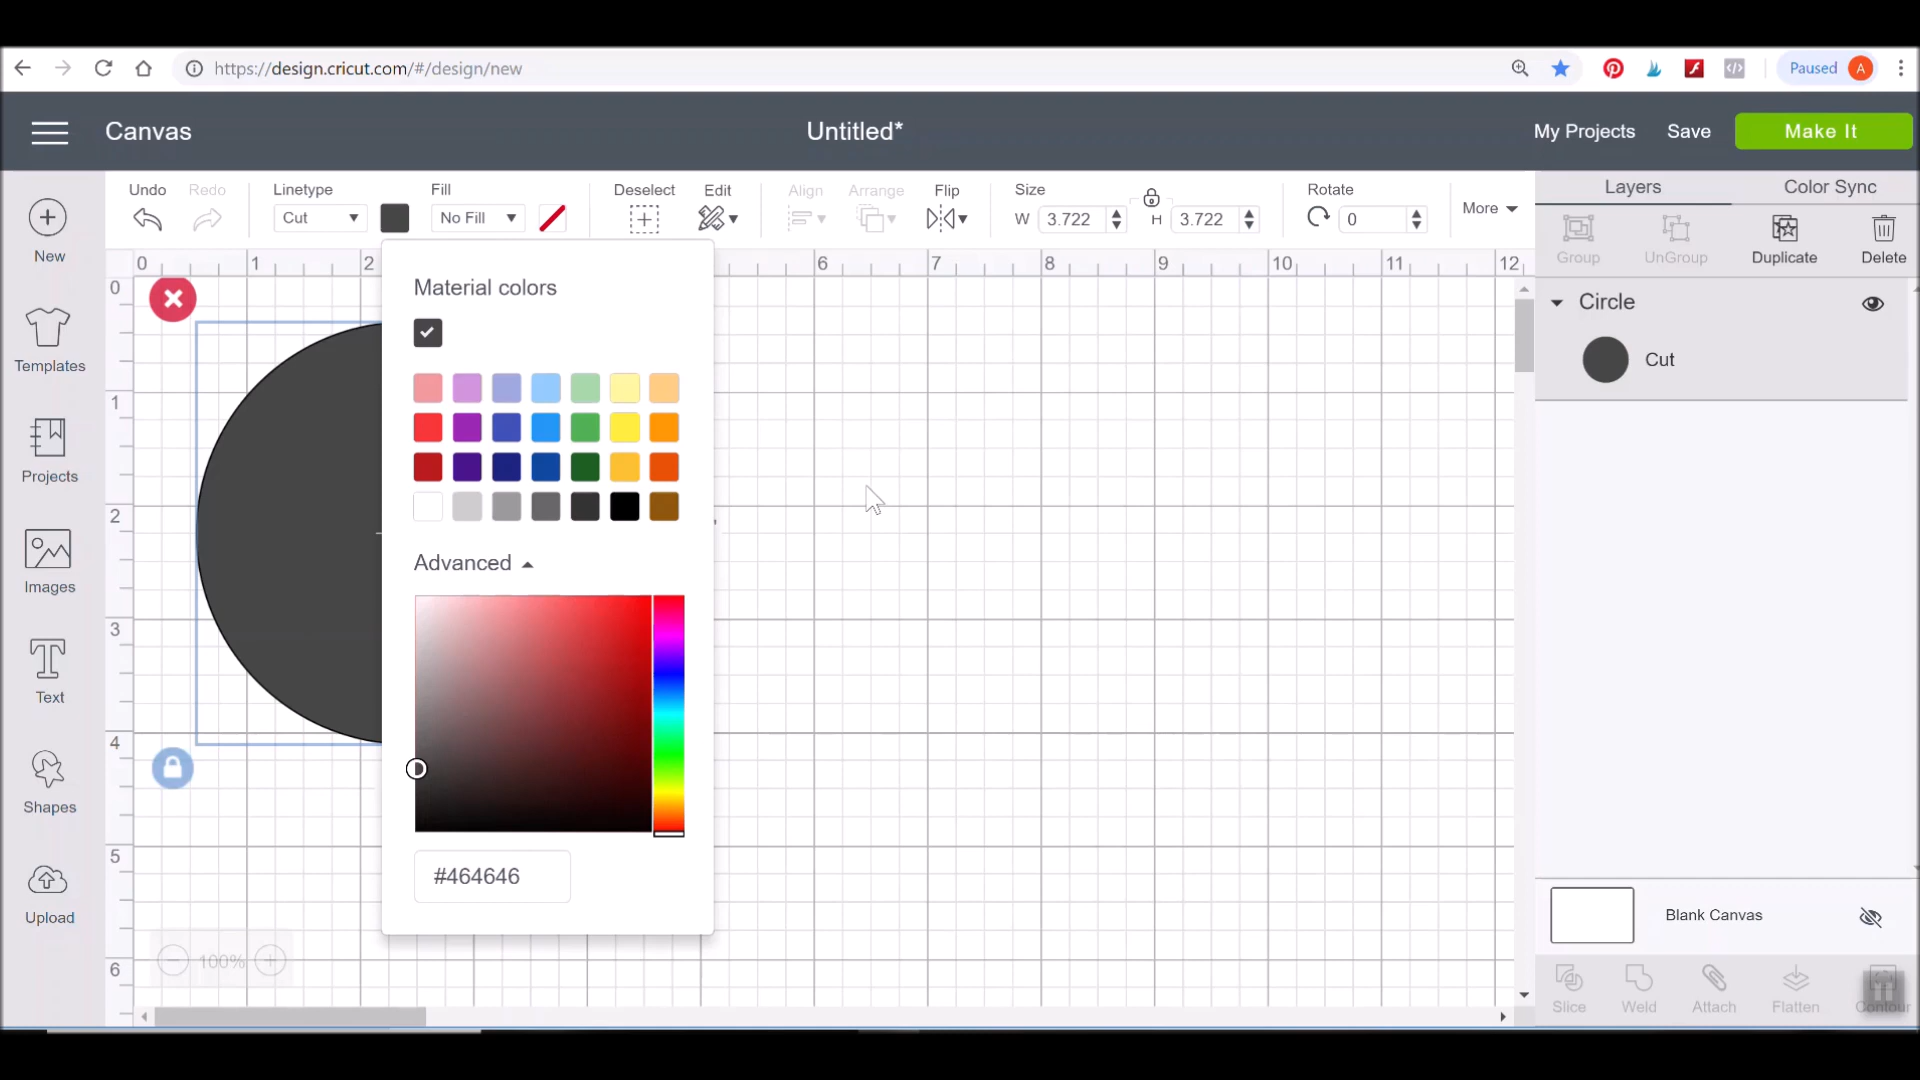 https://design.cricut.com/#/design/new
Paused A
Canvas
Untitled*
My Projects Save Make It
Undo Redo Linetype Fill Deselect Edit Align Arrange Flip Size Rotate
Cut No Fill W 3.722 H 3.722 0 More
Layers Color Sync
Group UnGroup Duplicate Delete
New
Templates
Projects
Images
Text
Shapes
Upload
0 1 2 6 7 8 9 10 11 12
0
1
2
3
4
5
6
Material colors
Advanced
#464646
100%
Circle
Cut
Blank Canvas
Slice Weld Attach Flatten Contour